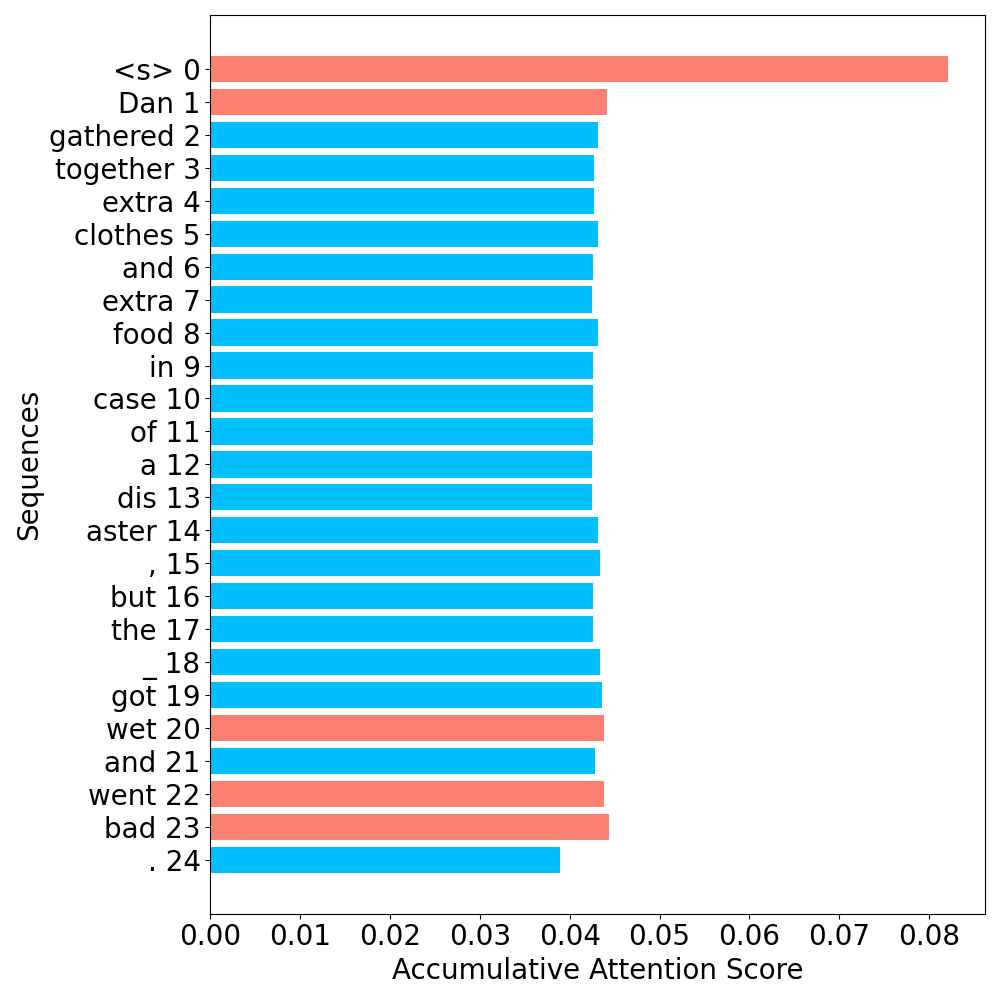 <s> 0
Dan 1
gathered 2
together 3
extra 4
clothes 5
and 6
extra 7
food 8
in 9
case 10
of 11
a 12
dis 13
aster 14
, 15
but 16
the 17
_ 18
got 19
wet 20
and 21
went 22
bad 23
. 24
Sequences
0.00 0.01 0.02 0.03 0.04 0.05 0.06 0.07 0.08
Accumulative Attention Score